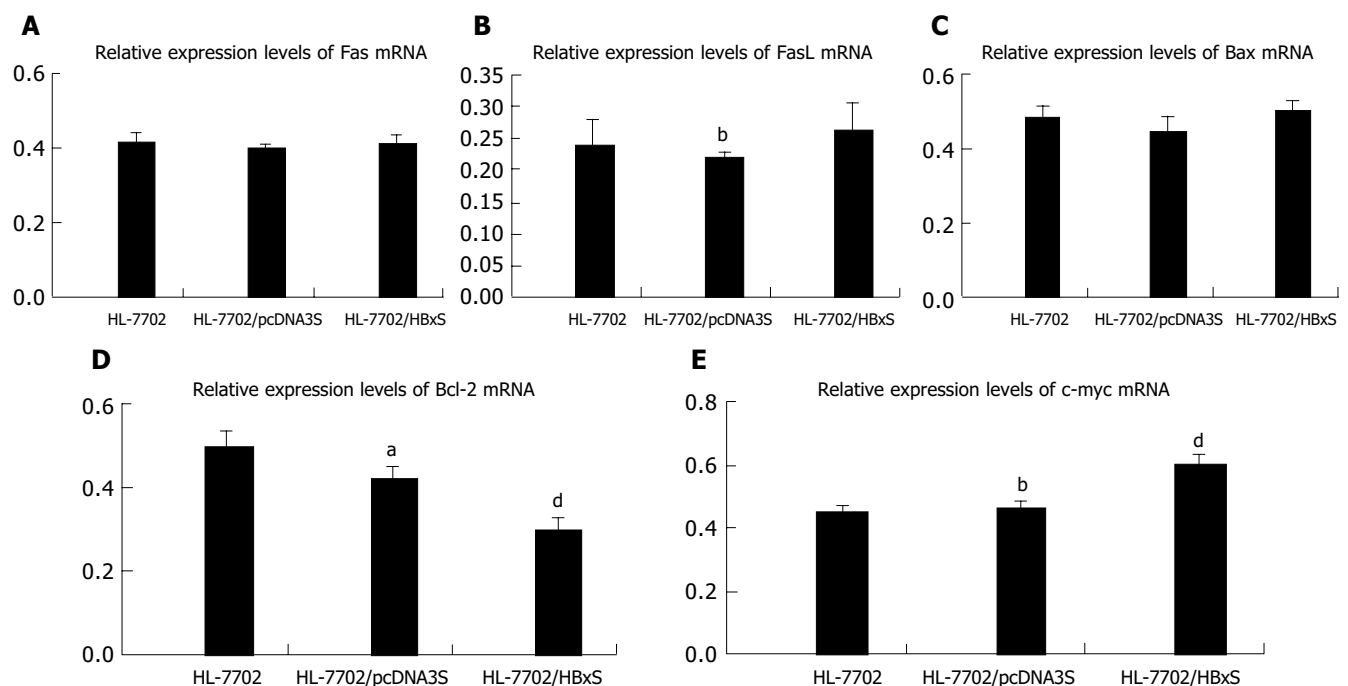 A
Relative expression levels of Fas mRNA
0.6
0.4
0.2
0.0
HL-7702 HL-7702/pcDNA3S HL-7702/HBxS
B
Relative expression levels of FasL mRNA
0.35
0.30
0.25
0.20
0.15
0.10
0.05
0.00
b
HL-7702 HL-7702/pcDNA3S HL-7702/HBxS
C
Relative expression levels of Bax mRNA
0.6
0.4
0.2
0.0
HL-7702 HL-7702/pcDNA3S HL-7702/HBxS
D
Relative expression levels of Bcl-2 mRNA
0.6
0.4
0.2
0.0
a
d
HL-7702 HL-7702/pcDNA3S HL-7702/HBxS
E
Relative expression levels of c-myc mRNA
0.8
0.6
0.4
0.2
0.0
b
d
HL-7702 HL-7702/pcDNA3S HL-7702/HBxS